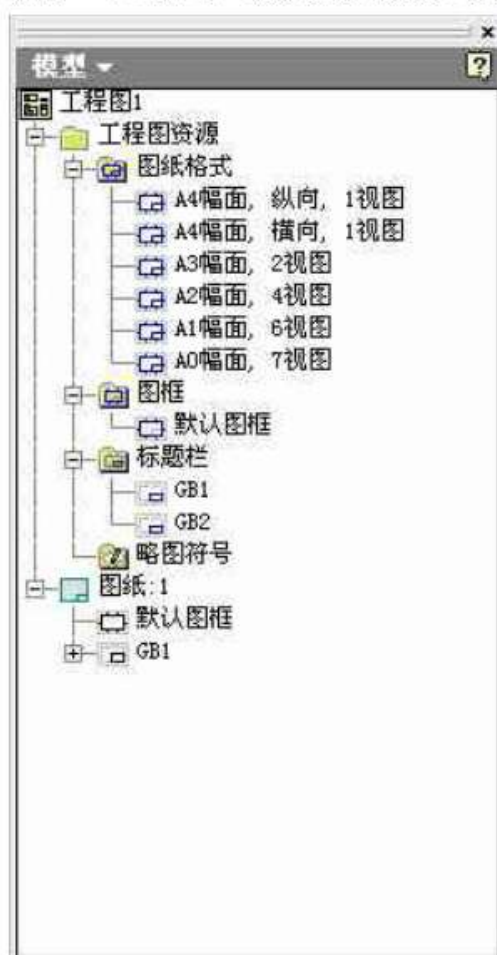 模型
工程图1
工程图资源
图纸格式
A4幅面, 纵向, 1视图
A4幅面, 横向, 1视图
A3幅面, 2视图
A2幅面, 4视图
A1幅面, 6视图
A0幅面, 7视图
图框
默认图框
标题栏
GB1
GB2
略图符号
图纸:1
默认图框
GB1